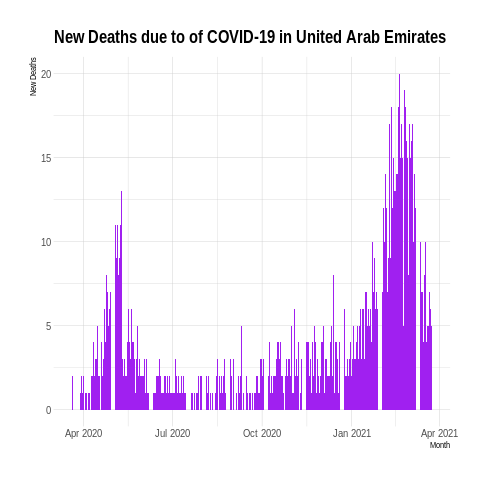 New Deaths due to of COVID-19 in United Arab Emirates
New Deaths
20
15
10
5
0
Apr 2020 Jul 2020 Oct 2020 Jan 2021 Apr 2021
Month